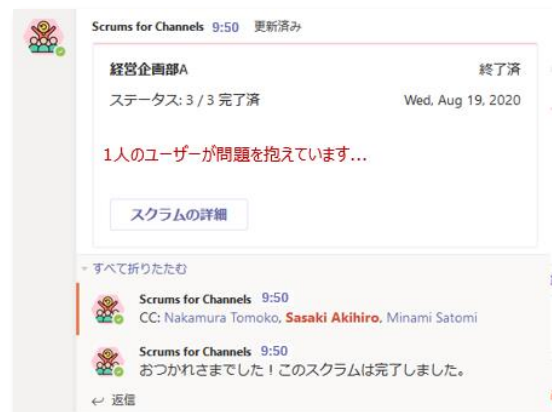 Scrums for Channels 9:50 更新済み
経営企画部A 終了済
ステータス: 3 / 3 完了済 Wed, Aug 19, 2020
1人のユーザーが問題を抱えています...
スクラムの詳細
すべて折りたたむ
Scrums for Channels 9:50
CC: Nakamura Tomoko, Sasaki Akihiro, Minami Satomi
Scrums for Channels 9:50
おつかれさまでした！このスクラムは完了しました。
返信